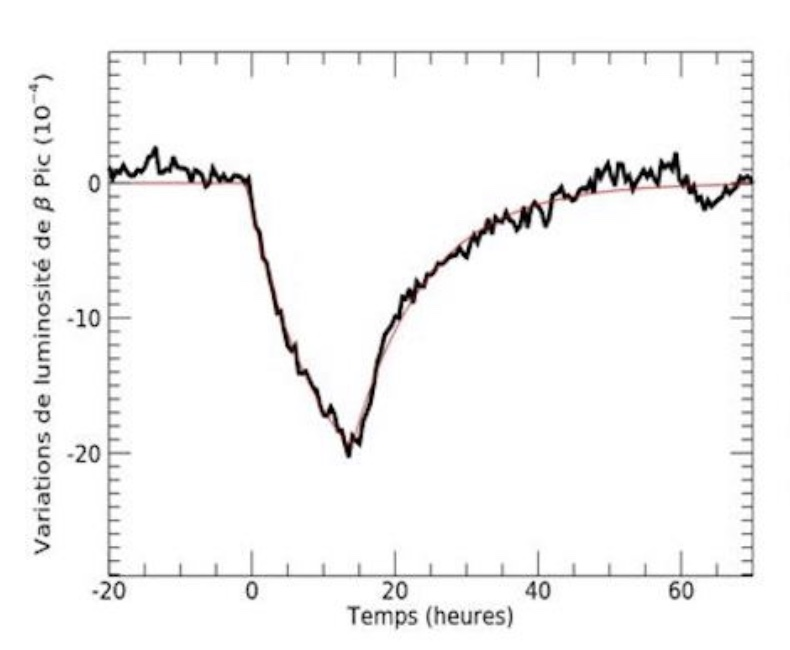 Variations de luminosité de β Pic (10⁻⁴)
0
-10
-20
-20 0 20 40 60
Temps (heures)